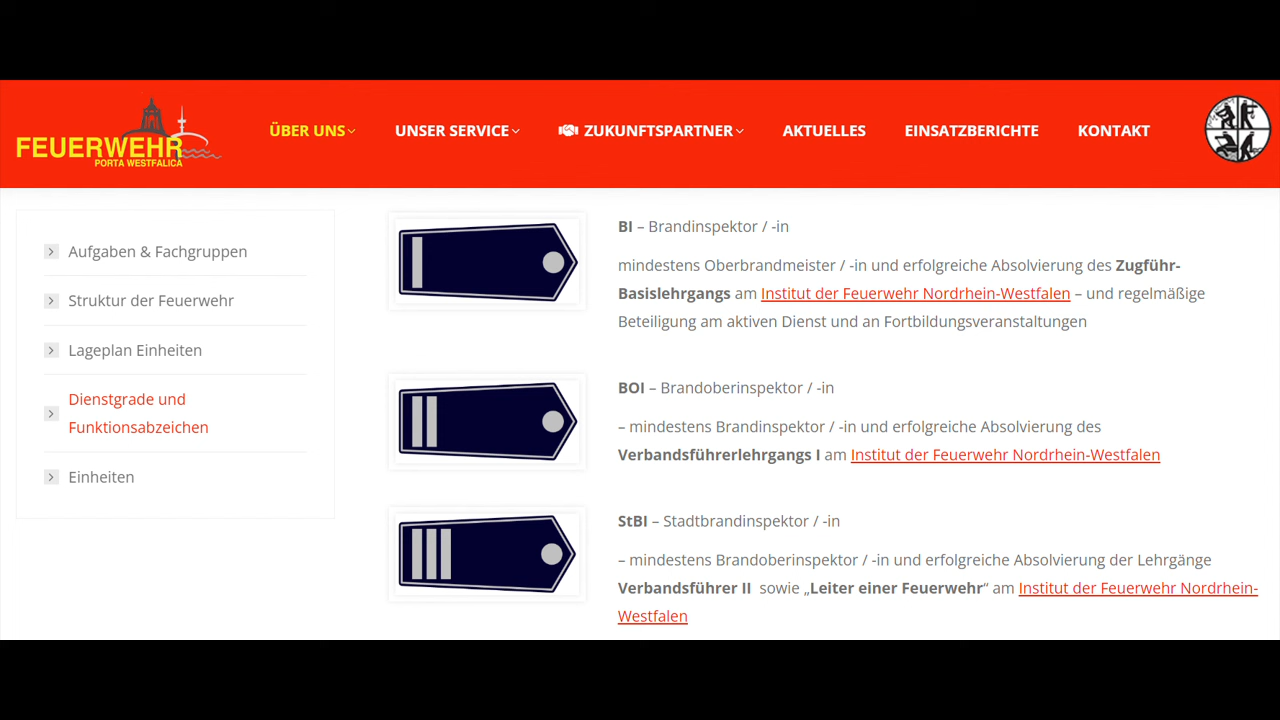 FEUERWEHR
PORTA WESTFALICA
ÜBER UNS
UNSER SERVICE
ZUKUNFTSPARTNER
AKTUELLES
EINSATZBERICHTE
KONTAKT
Aufgaben & Fachgruppen
Struktur der Feuerwehr
Lageplan Einheiten
Dienstgrade und
Funktionsabzeichen
Einheiten
BI – Brandinspektor / -in
mindestens Oberbrandmeister / -in und erfolgreiche Absolvierung des Zugführ-
Basislehrgangs am Institut der Feuerwehr Nordrhein-Westfalen – und regelmäßige
Beteiligung am aktiven Dienst und an Fortbildungsveranstaltungen
BOI – Brandoberinspektor / -in
– mindestens Brandinspektor / -in und erfolgreiche Absolvierung des
Verbandsführerlehrgangs I am Institut der Feuerwehr Nordrhein-Westfalen
StBI – Stadtbrandinspektor / -in
– mindestens Brandoberinspektor / -in und erfolgreiche Absolvierung der Lehrgänge
Verbandsführer II sowie „Leiter einer Feuerwehr“ am Institut der Feuerwehr Nordrhein-
Westfalen